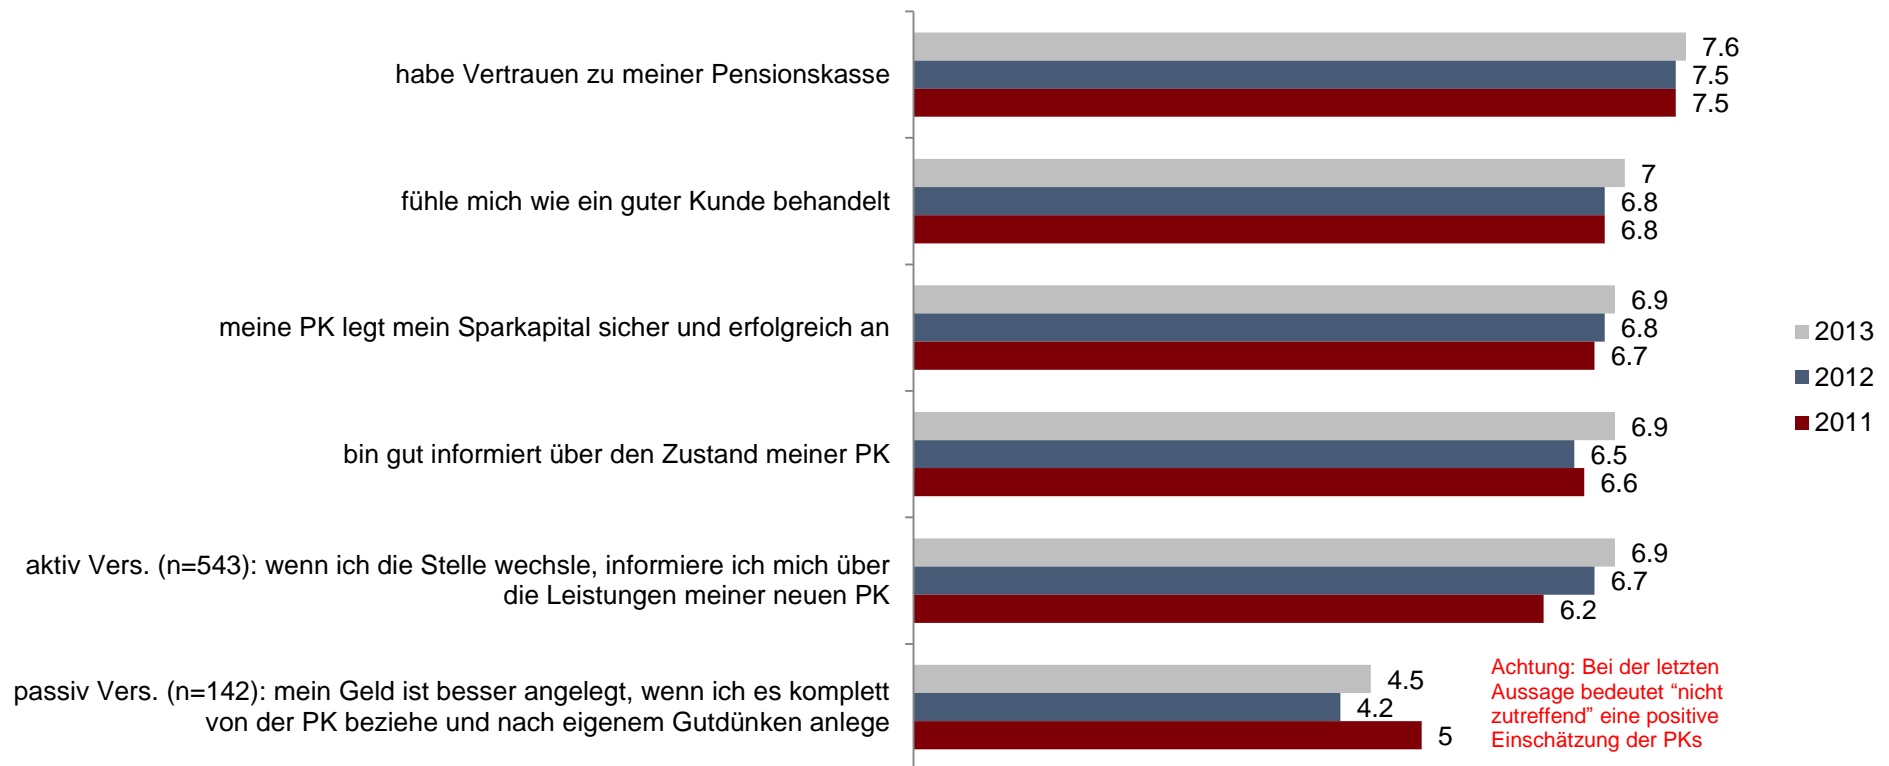 habe Vertrauen zu meiner Pensionskasse
7.6
7.5
7.5
fühle mich wie ein guter Kunde behandelt
7
6.8
6.8
meine PK legt mein Sparkapital sicher und erfolgreich an
6.9
6.8
6.7
bin gut informiert über den Zustand meiner PK
6.9
6.5
6.6
aktiv Vers. (n=543): wenn ich die Stelle wechsle, informiere ich mich über
die Leistungen meiner neuen PK
6.9
6.7
6.2
passiv Vers. (n=142): mein Geld ist besser angelegt, wenn ich es komplett
von der PK beziehe und nach eigenem Gutdünken anlege
4.5
4.2
5
Achtung: Bei der letzten
Aussage bedeutet “nicht
zutreffend” eine positive
Einschätzung der PKs
2013
2012
2011